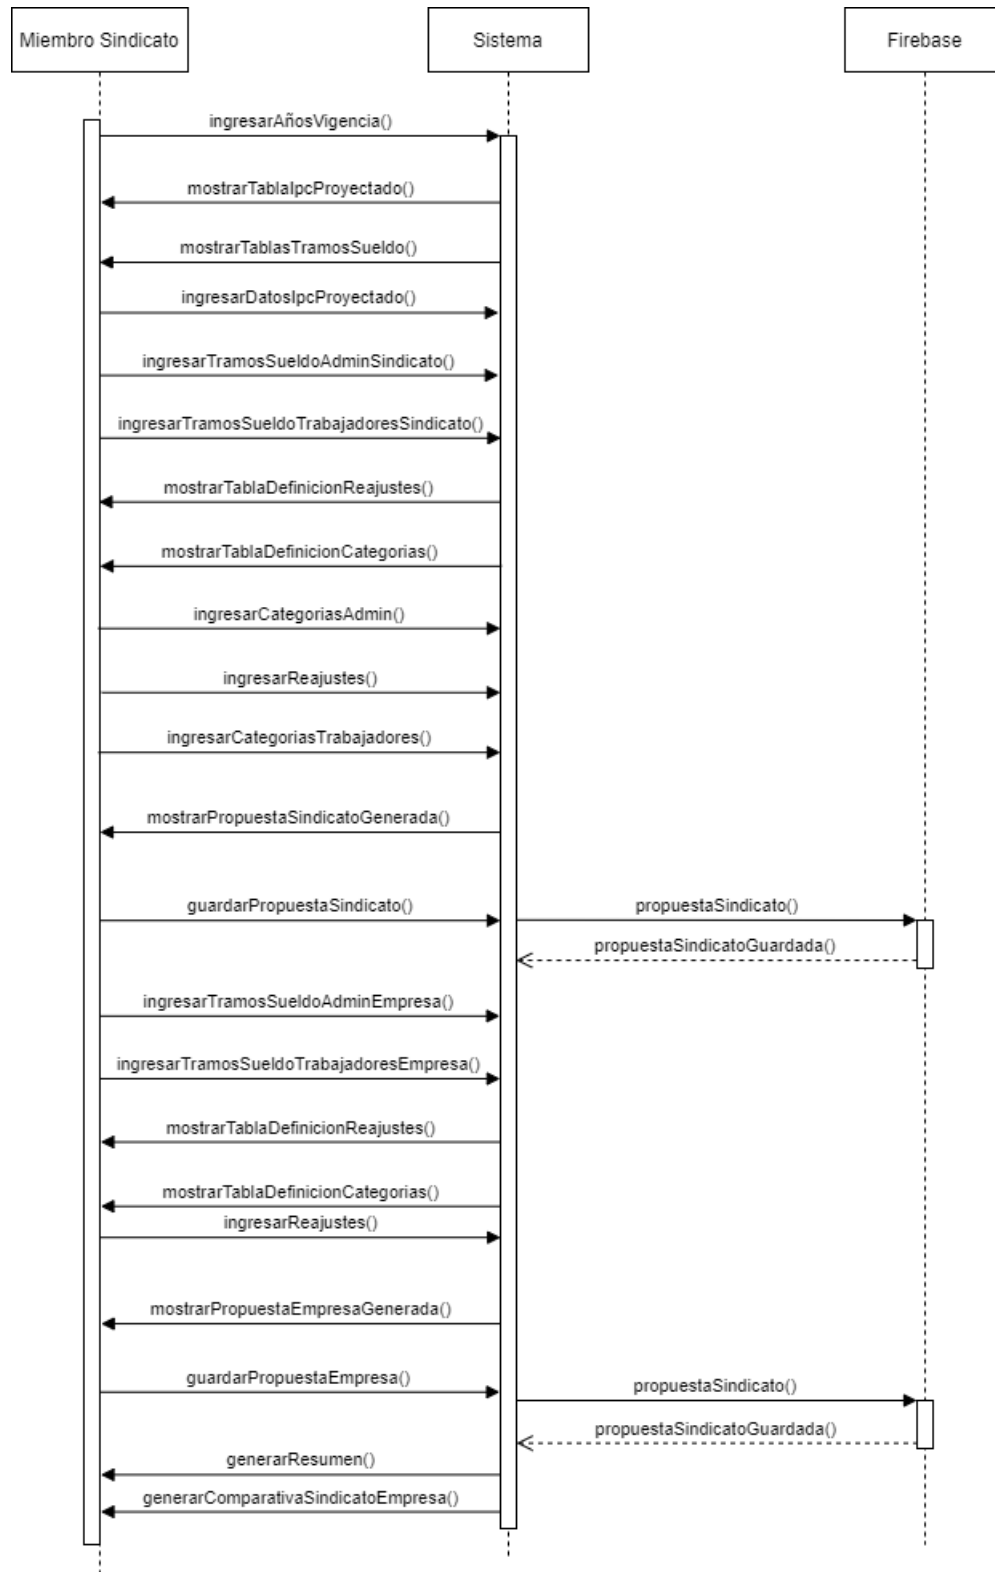 Miembro Sindicato
Sistema
Firebase
ingresarAñosVigencia()
mostrarTablaIpcProyectado()
mostrarTablasTramosSueldo()
ingresarDatosIpcProyectado()
ingresarTramosSueldoAdminSindicato()
ingresarTramosSueldoTrabajadoresSindicato()
mostrarTablaDefinicionReajustes()
mostrarTablaDefinicionCategorias()
ingresarCategoriasAdmin()
ingresarReajustes()
ingresarCategoriasTrabajadores()
mostrarPropuestaSindicatoGenerada()
guardarPropuestaSindicato()
propuestaSindicato()
propuestaSindicatoGuardada()
ingresarTramosSueldoAdminEmpresa()
ingresarTramosSueldoTrabajadoresEmpresa()
mostrarTablaDefinicionReajustes()
mostrarTablaDefinicionCategorias()
ingresarReajustes()
mostrarPropuestaEmpresaGenerada()
guardarPropuestaEmpresa()
propuestaSindicato()
propuestaSindicatoGuardada()
generarResumen()
generarComparativaSindicatoEmpresa()